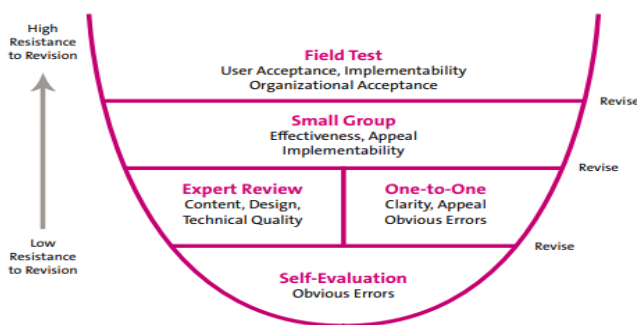 High
Resistance
to Revision
Field Test
User Acceptance, Implementability
Organizational Acceptance
Revise
Small Group
Effectiveness, Appeal
Implementability
Revise
Expert Review
Content, Design,
Technical Quality
One-to-One
Clarity, Appeal
Obvious Errors
Revise
Low
Resistance
to Revision
Self-Evaluation
Obvious Errors